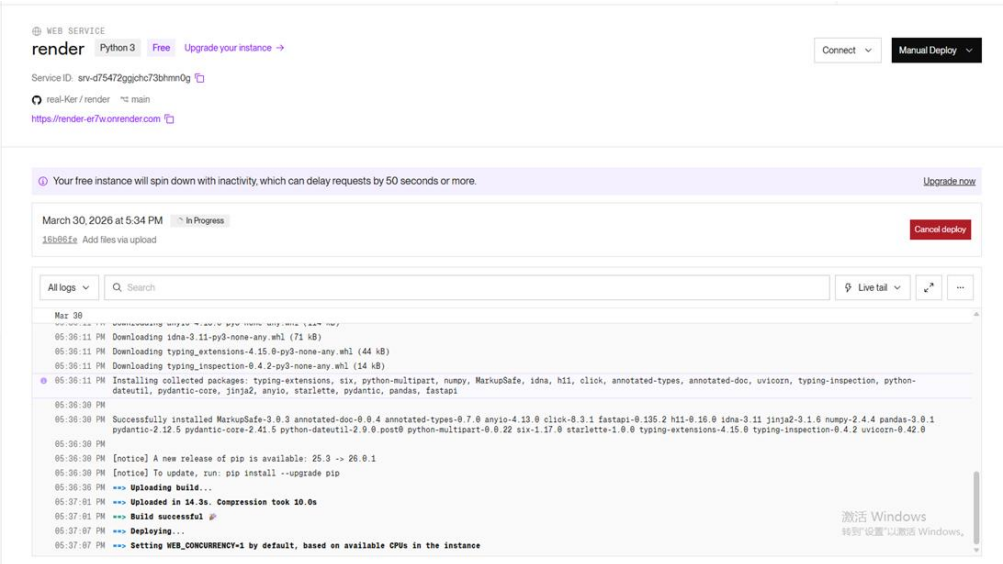 WEB SERVICE
render Python 3 Free Upgrade your instance →
Connect Manual Deploy
Service ID: srv-d75472ggjchc73bhmn0g
real-Ker / render main
https://render-er7w.onrender.com
Your free instance will spin down with inactivity, which can delay requests by 50 seconds or more. Upgrade now
March 30, 2026 at 5:34 PM In Progress
Cancel deploy
16b06fe Add files via upload
All logs Search Live tail ...
Mar 30
05:36:11 PM Downloading anyio-4.13.0-py3-none-any.whl (114 kB)
05:36:11 PM Downloading idna-3.11-py3-none-any.whl (71 kB)
05:36:11 PM Downloading typing_extensions-4.15.0-py3-none-any.whl (44 kB)
05:36:11 PM Downloading typing_inspection-0.4.2-py3-none-any.whl (14 kB)
05:36:11 PM Installing collected packages: typing-extensions, six, python-multipart, numpy, MarkupSafe, idna, h11, click, annotated-types, annotated-doc, uvicorn, typing-inspection, python-
dateutil, pydantic-core, jinja2, anyio, starlette, pydantic, pandas, fastapi
05:36:30 PM
05:36:30 PM Successfully installed MarkupSafe-3.0.3 annotated-doc-0.0.4 annotated-types-0.7.0 anyio-4.13.0 click-8.3.1 fastapi-0.135.2 h11-0.16.0 idna-3.11 jinja2-3.1.6 numpy-2.4.4 pandas-3.0.1
pydantic-2.12.5 pydantic-core-2.41.5 python-dateutil-2.9.0.post0 python-multipart-0.0.22 six-1.17.0 starlette-1.0.0 typing-extensions-4.15.0 typing-inspection-0.4.2 uvicorn-0.42.0
05:36:30 PM
05:36:30 PM [notice] A new release of pip is available: 25.3 -> 26.0.1
05:36:30 PM [notice] To update, run: pip install --upgrade pip
05:36:36 PM ==> Uploading build...
05:37:01 PM ==> Uploaded in 14.3s. Compression took 10.0s
05:37:01 PM ==> Build successful 🎉
05:37:07 PM ==> Deploying...
05:37:07 PM ==> Setting WEB_CONCURRENCY=1 by default, based on available CPUs in the instance
激活 Windows
转到"设置"以激活 Windows。